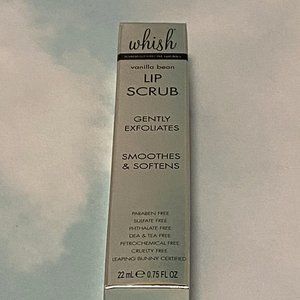 whish
vanilla bean
LIP
SCRUB
GENTLY
EXFOLIATES
SMOOTHES
& SOFTENS
PARABEN FREE
SULFATE FREE
PHTHALATE FREE
DEA & TEA FREE
PETROCHEMICAL FREE
CRUELTY FREE
LEAPING BUNNY CERTIFIED
22 mL ℮ 0.75 FL OZ